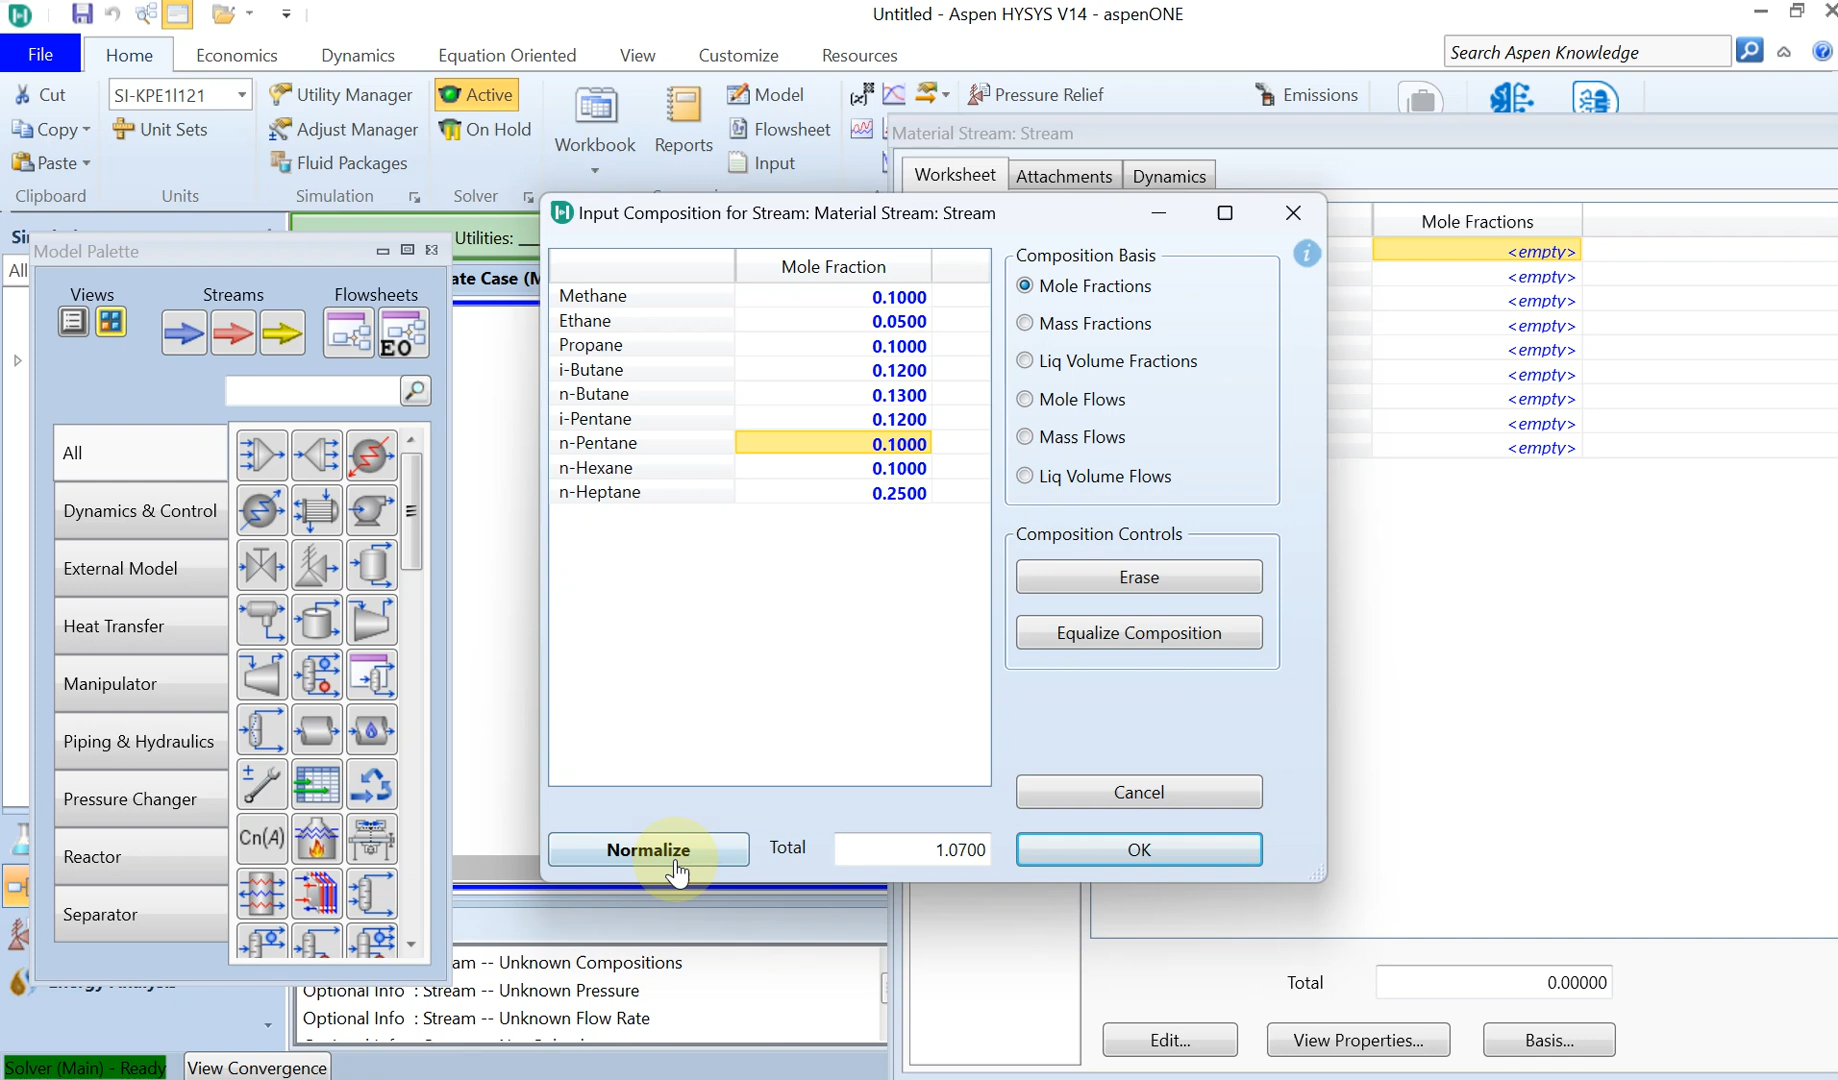 Untitled - Aspen HYSYS V14 - aspenONE
File
Home
Economics
Dynamics
Equation Oriented
View
Customize
Resources
Search Aspen Knowledge
Cut
Copy
Paste
Clipboard
SI-KPE1I121
Unit Sets
Units
Utility Manager
Adjust Manager
Fluid Packages
Simulation
Active
On Hold
Solver
Workbook
Reports
Model
Flowsheet
Input
Pressure Relief
Emissions
Material Stream: Stream
Worksheet
Attachments
Dynamics
Mole Fractions
<empty>
<empty>
<empty>
<empty>
<empty>
<empty>
<empty>
<empty>
<empty>
Total
0.00000
Edit...
View Properties...
Basis...
Utilities:
ate Case (M
All
Model Palette
Views
Streams
Flowsheets
EO
All
Dynamics & Control
External Model
Heat Transfer
Manipulator
Piping & Hydraulics
Pressure Changer
Reactor
Separator
Cn(A)
Input Composition for Stream: Material Stream: Stream
Mole Fraction
Methane 0.1000
Ethane 0.0500
Propane 0.1000
i-Butane 0.1200
n-Butane 0.1300
i-Pentane 0.1200
n-Pentane 0.1000
n-Hexane 0.1000
n-Heptane 0.2500
Composition Basis
Mole Fractions
Mass Fractions
Liq Volume Fractions
Mole Flows
Mass Flows
Liq Volume Flows
Composition Controls
Erase
Equalize Composition
Cancel
Normalize
Total
1.0700
OK
am -- Unknown Compositions
Optional Info : Stream -- Unknown Pressure
Optional Info : Stream -- Unknown Flow Rate
Solver (Main) - Ready
View Convergence